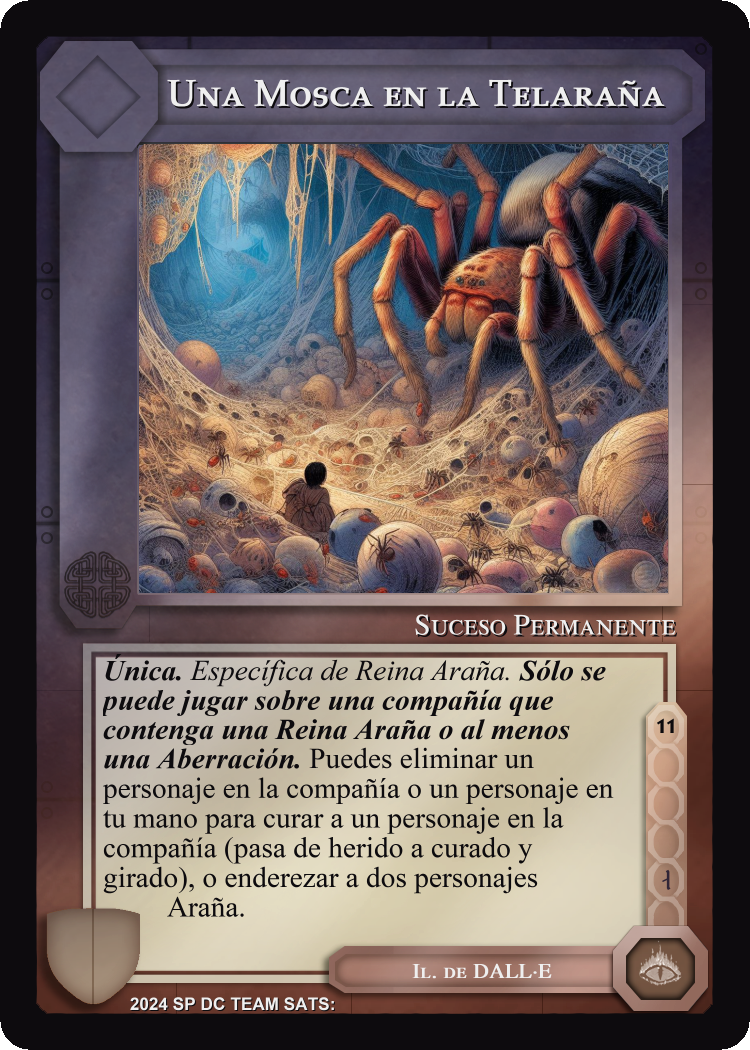 Una Mosca en la Telaraña
Suceso Permanente
Única. Específica de Reina Araña. Sólo se
puede jugar sobre una compañía que
contenga una Reina Araña o al menos
una Aberración. Puedes eliminar un
personaje en la compañía o un personaje en
tu mano para curar a un personaje en la
compañía (pasa de herido a curado y
girado), o enderezar a dos personajes
Araña.
11
Il. de DALL·E
2024 SP DC TEAM SATS: